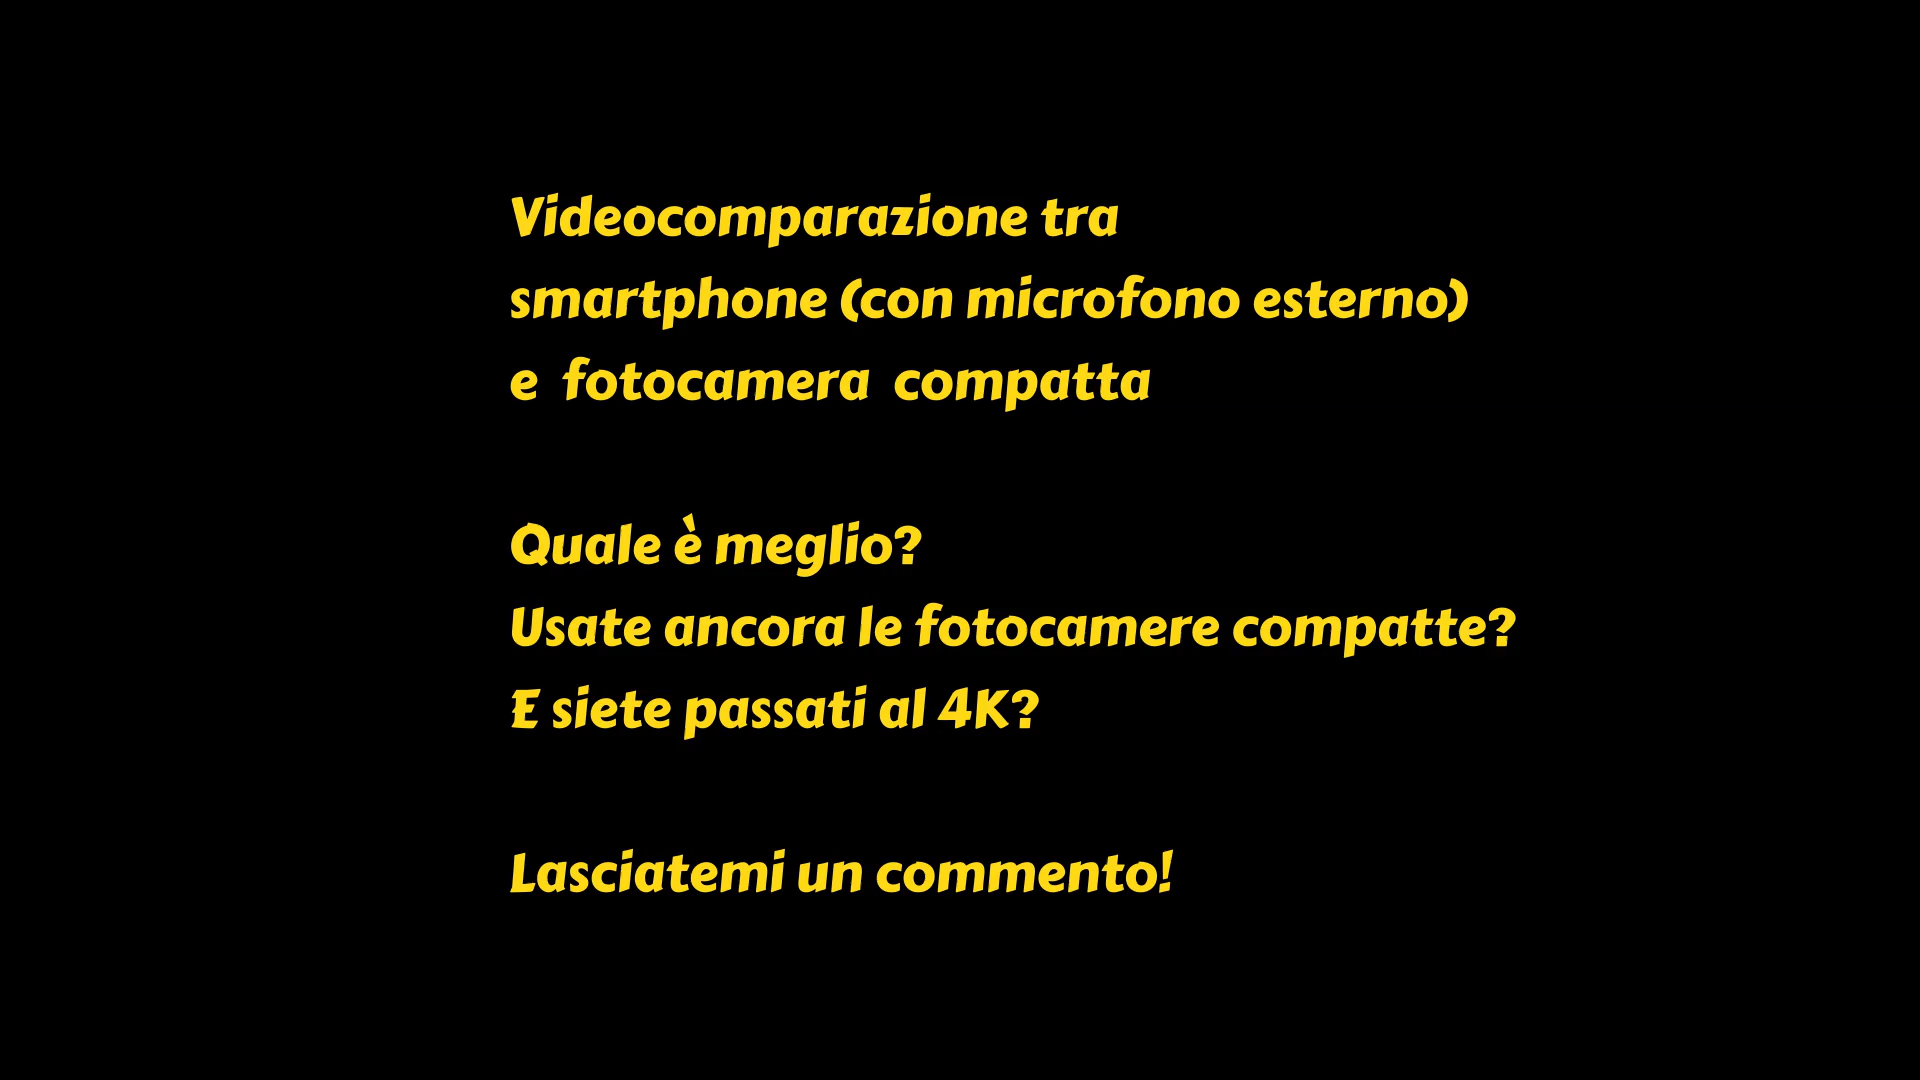 Videocomparazione tra
smartphone (con microfono esterno)
e fotocamera compatta
Quale è meglio?
Usate ancora le fotocamere compatte?
E siete passati al 4K?
Lasciatemi un commento!